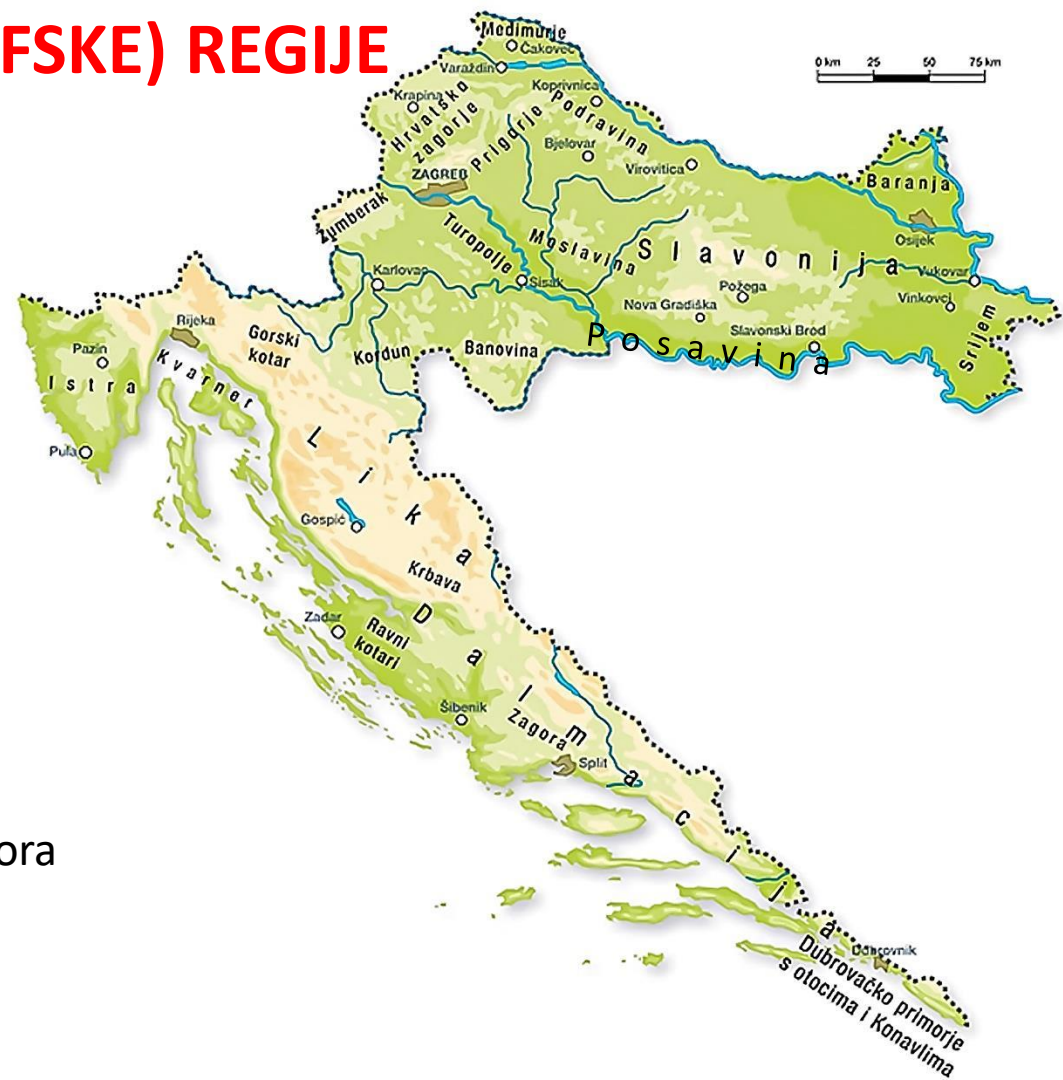 FSKE) REGIJE
0 km 25 50 75 km
Međimurje
Čakovec
Varaždin
Koprivnica
Krapina
Hrvatsko
zagorje
Prigorje
Podravina
Bjelovar
Virovitica
ZAGREB
Baranja
Žumberak
Turopolje
Moslavina
Slavonija
Osijek
Vukovar
Karlovac
Sisak
Požega
Nova Gradiška
Vinkovci
Slavonski Brod
Srijem
Posavina
Rijeka
Gorski
kotar
Kordun
Banovina
Pazin
Istra
Kvarner
Pula
Lika
Gospić
Krbava
Dalmacija
Zadar
Ravni
kotari
Šibenik
Zagora
Split
ora
Dubrovnik
Dubrovačko primorje
s otocima i Konavlima